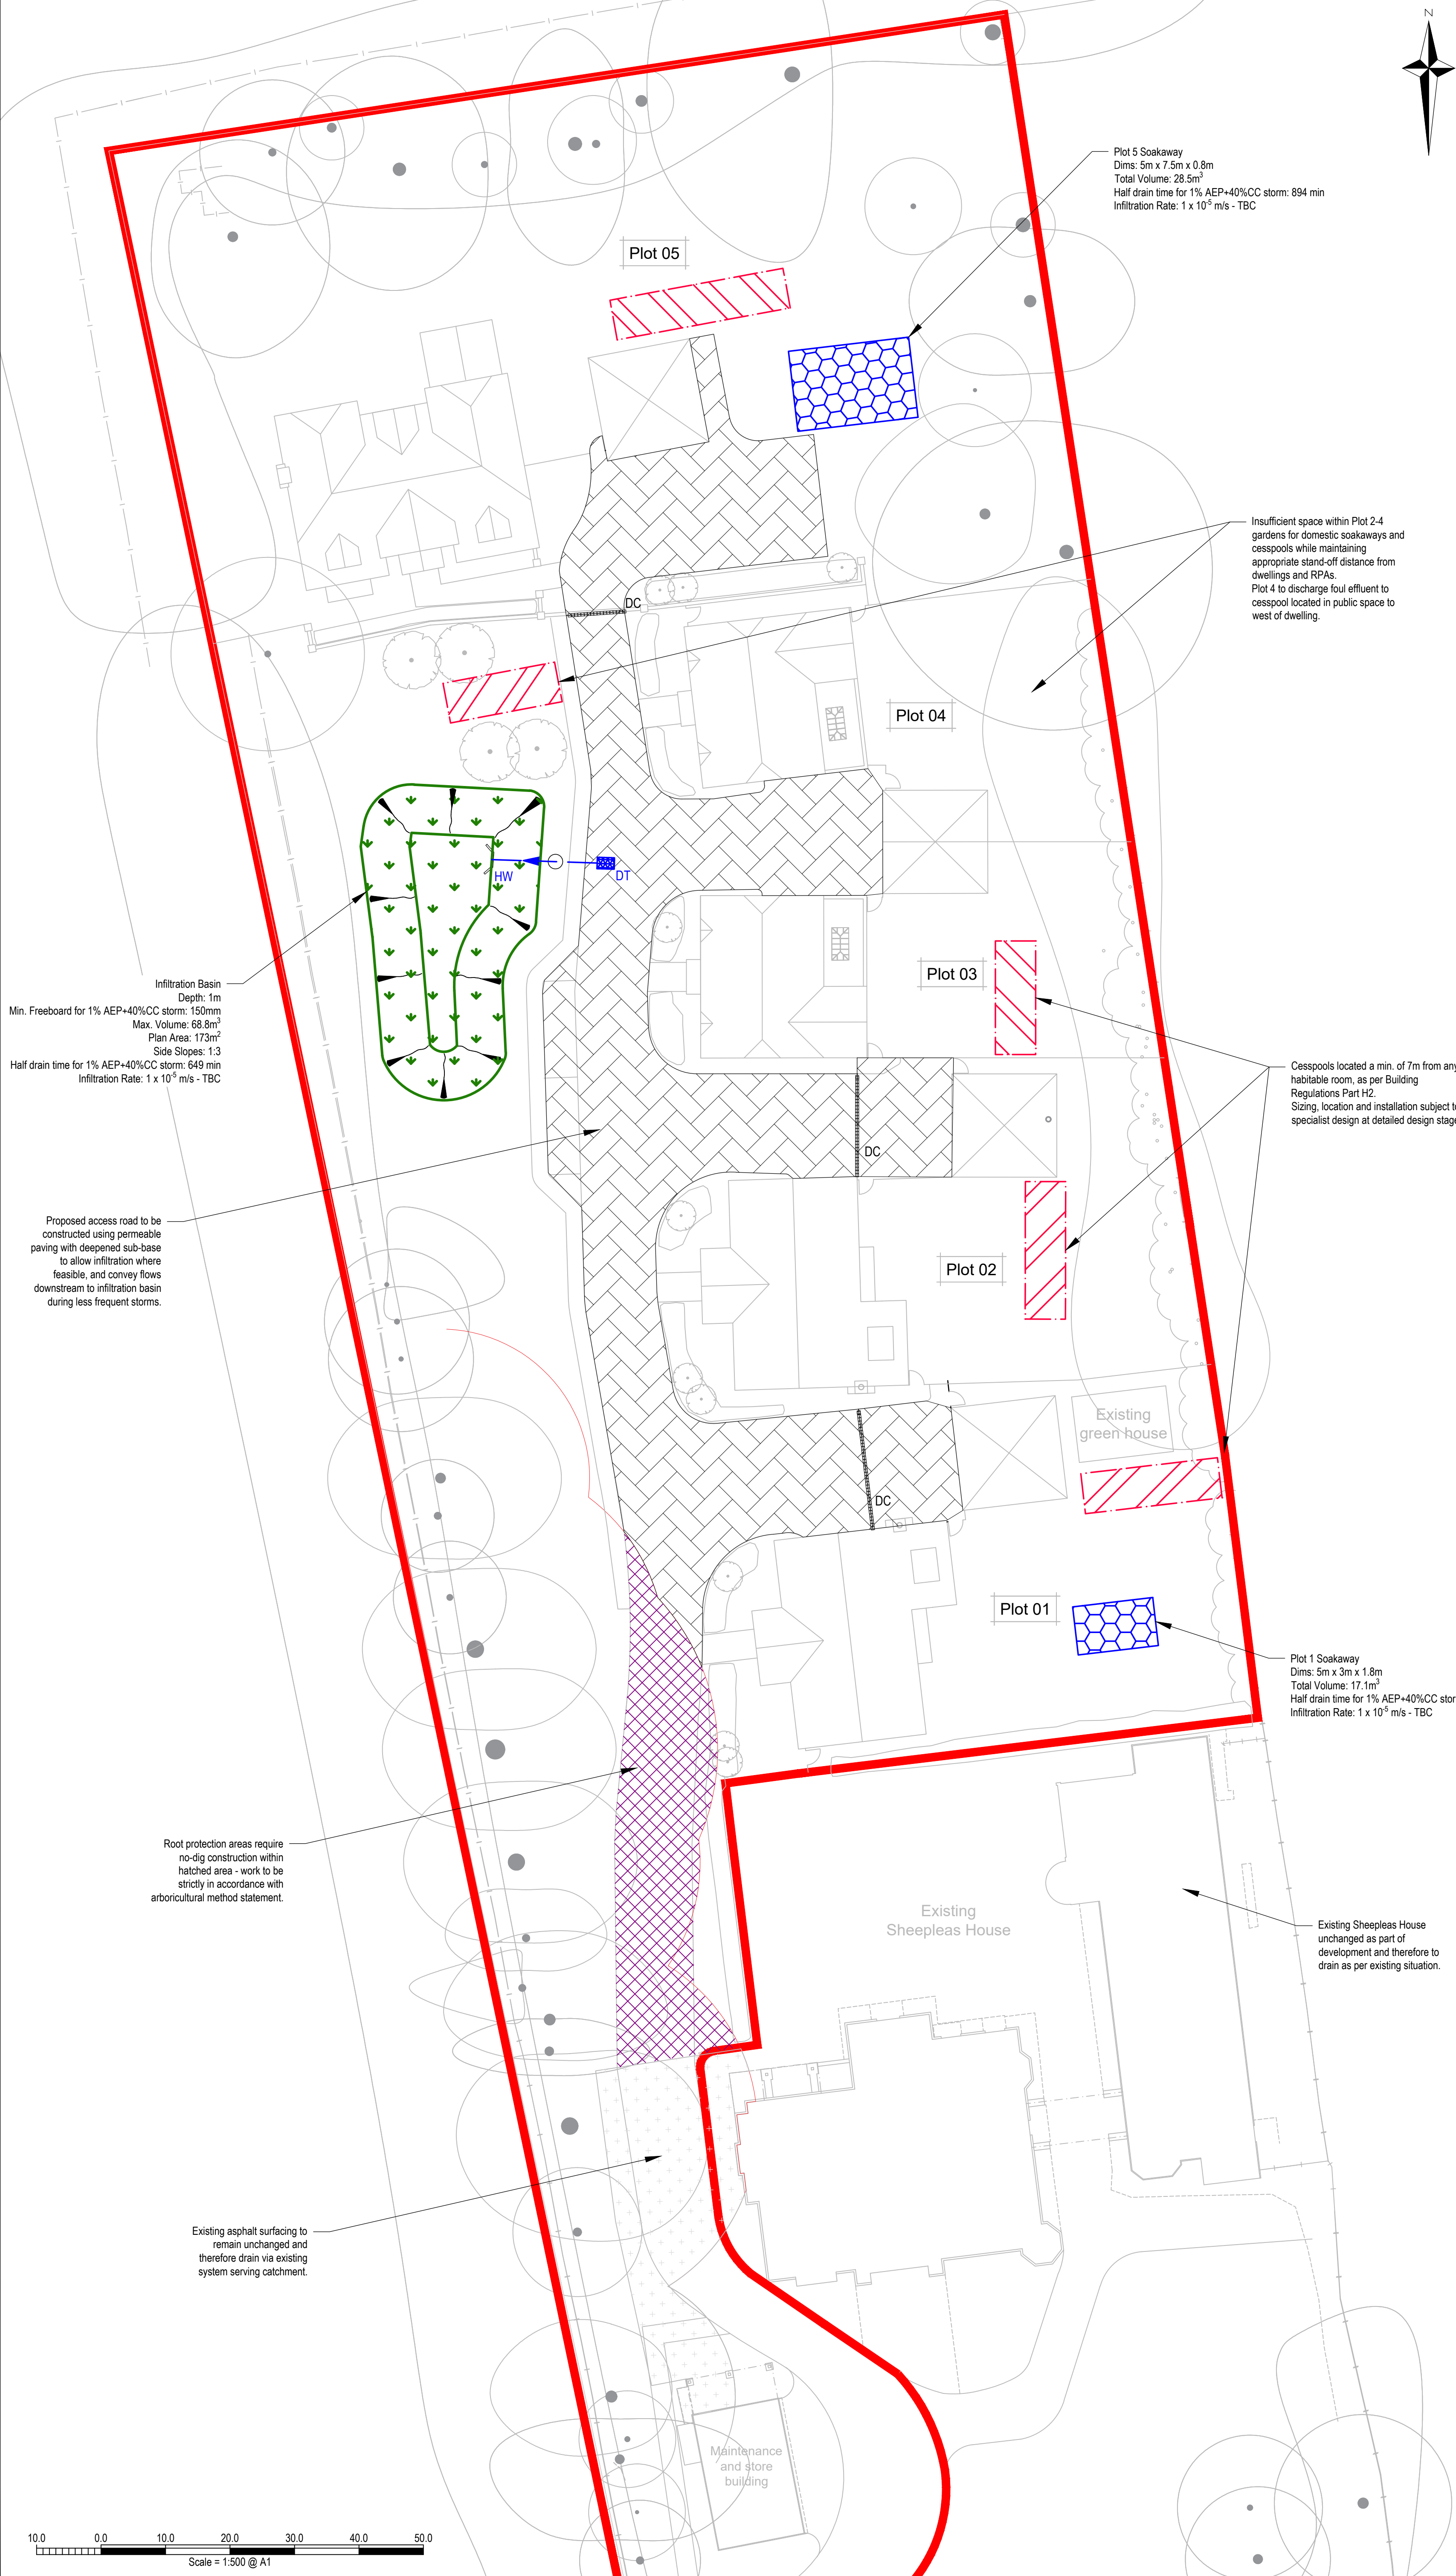 N
Plot 5 Soakaway
Dims: 5m x 7.5m x 0.8m
Total Volume: 28.5m³
Half drain time for 1% AEP+40%CC storm: 894 min
Infiltration Rate: 1 x 10⁻⁵ m/s - TBC
Plot 05
Insufficient space within Plot 2-4
gardens for domestic soakaways and
cesspools while maintaining
appropriate stand-off distance from
dwellings and RPAs.
Plot 4 to discharge foul effluent to
cesspool located in public space to
west of dwelling.
DC
Plot 04
HW
DT
Plot 03
Infiltration Basin
Depth: 1m
Min. Freeboard for 1% AEP+40%CC storm: 150mm
Max. Volume: 68.8m³
Plan Area: 173m²
Side Slopes: 1:3
Half drain time for 1% AEP+40%CC storm: 649 min
Infiltration Rate: 1 x 10⁻⁵ m/s - TBC
Cesspools located a min. of 7m from any
habitable room, as per Building
Regulations Part H2.
Sizing, location and installation subject to
specialist design at detailed design stage
DC
Proposed access road to be
constructed using permeable
paving with deepened sub-base
to allow infiltration where
feasible, and convey flows
downstream to infiltration basin
during less frequent storms.
Plot 02
Existing
green house
DC
Plot 01
Plot 1 Soakaway
Dims: 5m x 3m x 1.8m
Total Volume: 17.1m³
Half drain time for 1% AEP+40%CC stor
Infiltration Rate: 1 x 10⁻⁵ m/s - TBC
Root protection areas require
no-dig construction within
hatched area - work to be
strictly in accordance with
arboricultural method statement.
Existing
Sheepleas House
Existing Sheepleas House
unchanged as part of
development and therefore to
drain as per existing situation.
Existing asphalt surfacing to
remain unchanged and
therefore drain via existing
system serving catchment.
Maintenance
and store
building
10.0 0.0 10.0 20.0 30.0 40.0 50.0
Scale = 1:500 @ A1